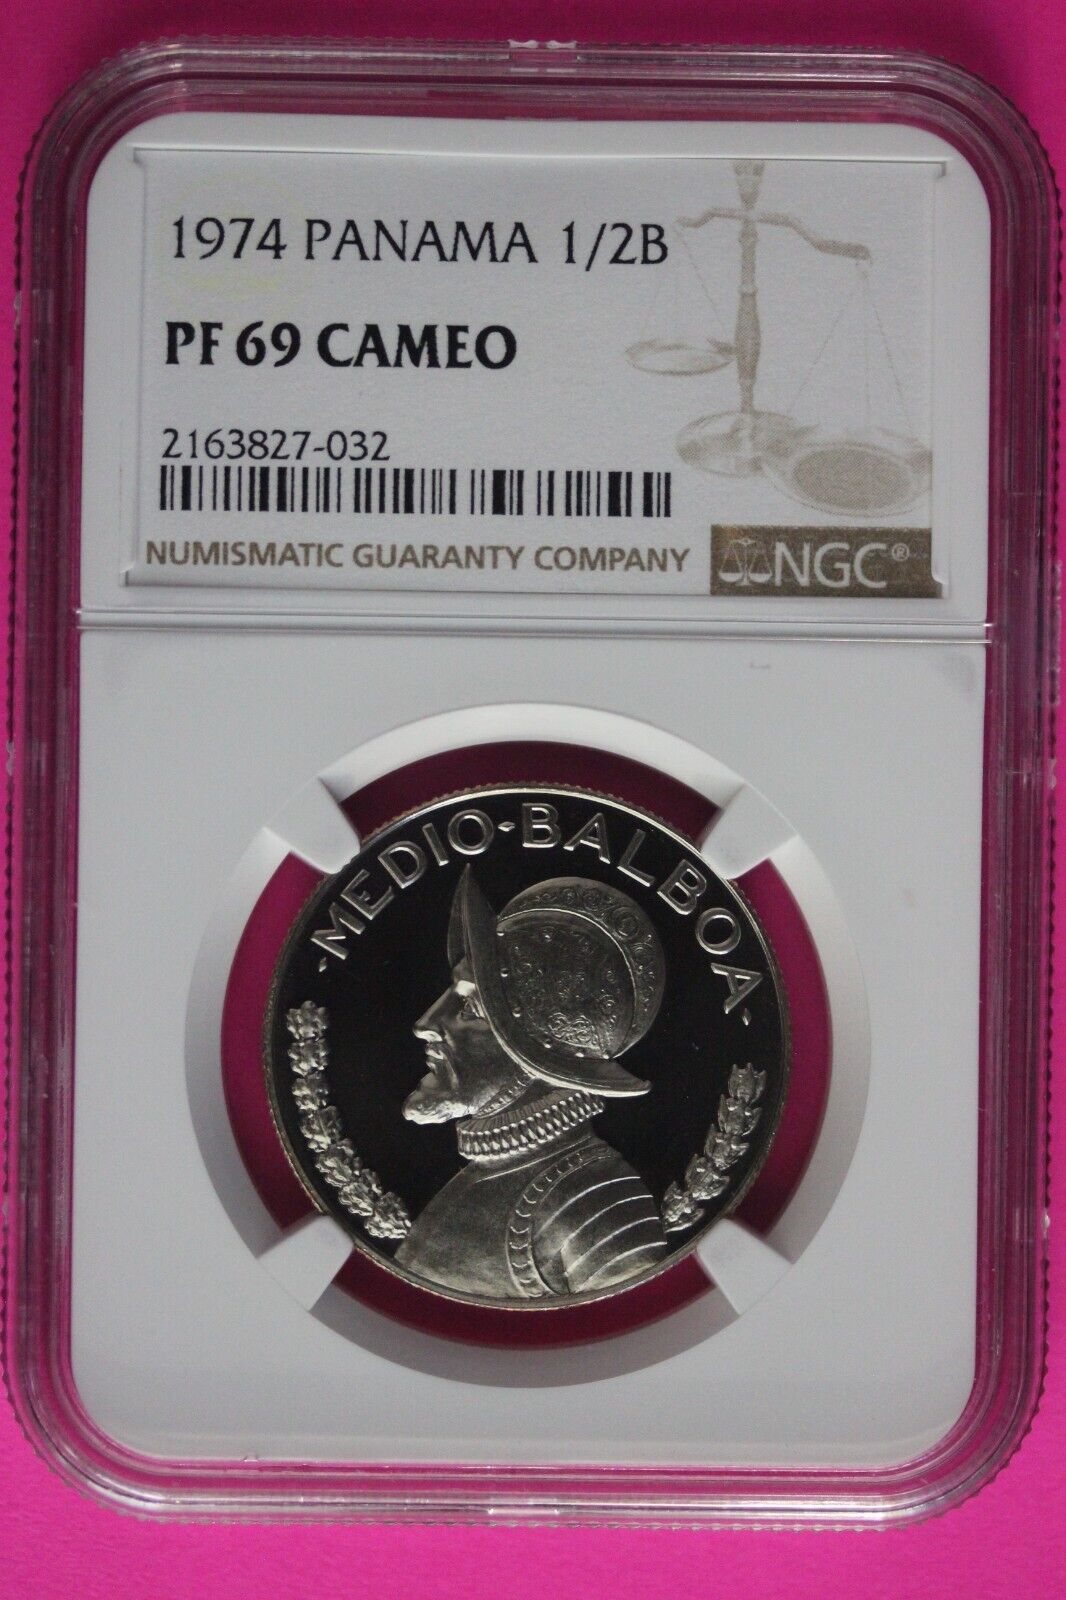 1974 PANAMA 1/2B
PF 69 CAMEO
2163827-032
NUMISMATIC GUARANTY COMPANY
NGC®
·MEDIO·BALBOA·